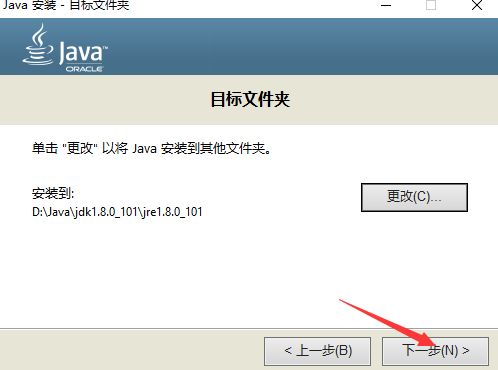 Java 安装 - 目标文件夹
Java™
ORACLE
目标文件夹
单击 "更改" 以将 Java 安装到其他文件夹。
安装到:
D:\Java\jdk1.8.0_101\jre1.8.0_101
更改(C)...
< 上一步(B)
下一步(N) >